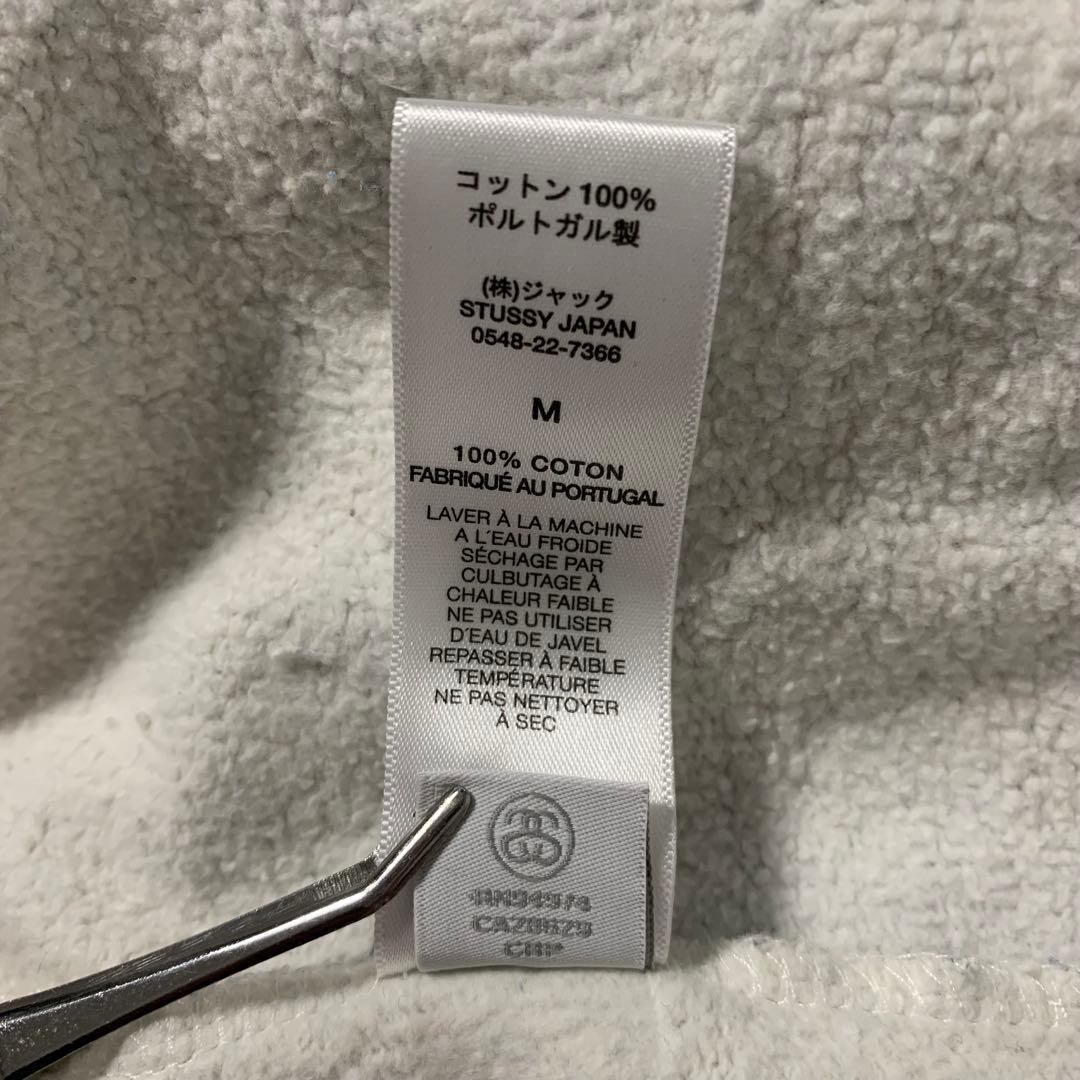 コットン 100%
ポルトガル製
(株)ジャック
STUSSY JAPAN
0548-22-7366
M
100% COTON
FABRIQUÉ AU PORTUGAL
LAVER À LA MACHINE
A L´EAU FROIDE
SÉCHAGE PAR
CULBUTAGE À
CHALEUR FAIBLE
NE PAS UTILISER
D´EAU DE JAVEL
REPASSER À FAIBLE
TEMPÉRATURE
NE PAS NETTOYER
À SEC